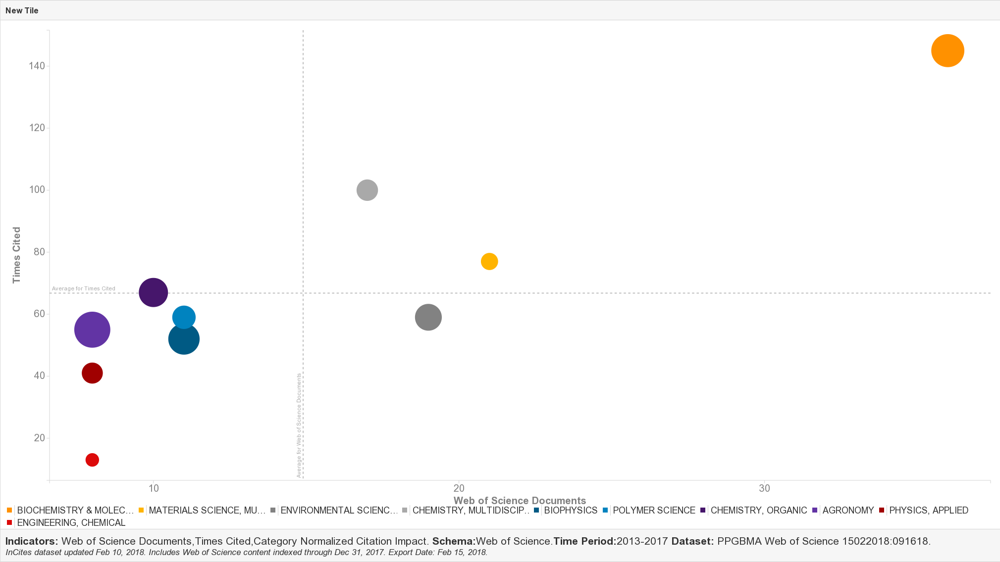 New Tile
140
120
100
80
60
40
20
Times Cited
Average for Times Cited
Average for Web of Science Documents
10
20
30
Web of Science Documents
BIOCHEMISTRY & MOLEC... MATERIALS SCIENCE, MU... ENVIRONMENTAL SCIENC... CHEMISTRY, MULTIDISCIP.. BIOPHYSICS POLYMER SCIENCE CHEMISTRY, ORGANIC AGRONOMY PHYSICS, APPLIED
ENGINEERING, CHEMICAL
Indicators: Web of Science Documents,Times Cited,Category Normalized Citation Impact. Schema:Web of Science.Time Period:2013-2017 Dataset: PPGBMA Web of Science 15022018:091618.
InCites dataset updated Feb 10, 2018. Includes Web of Science content indexed through Dec 31, 2017. Export Date: Feb 15, 2018.